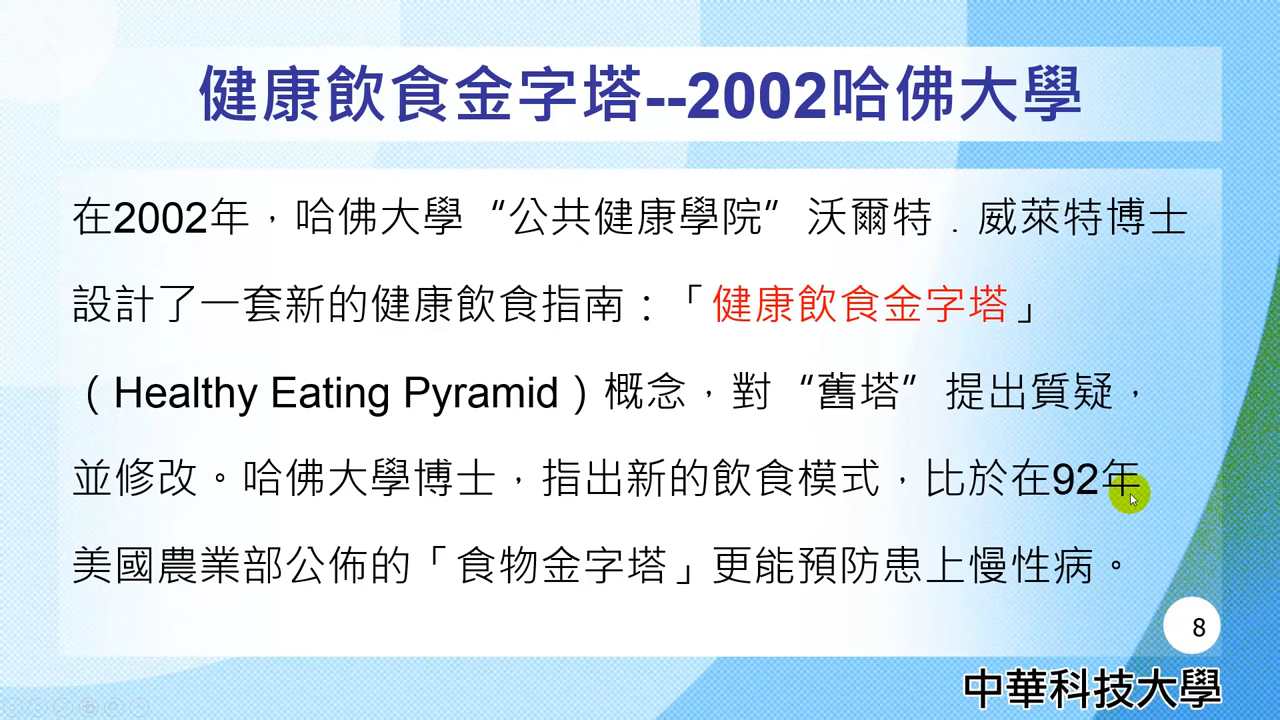 健康飲食金字塔--2002哈佛大學
在2002年，哈佛大學“公共健康學院”沃爾特．威萊特博士
設計了一套新的健康飲食指南：「健康飲食金字塔」
（Healthy Eating Pyramid）概念，對“舊塔”提出質疑，
並修改。哈佛大學博士，指出新的飲食模式，比於在92年
美國農業部公佈的「食物金字塔」更能預防患上慢性病。
8
中華科技大學